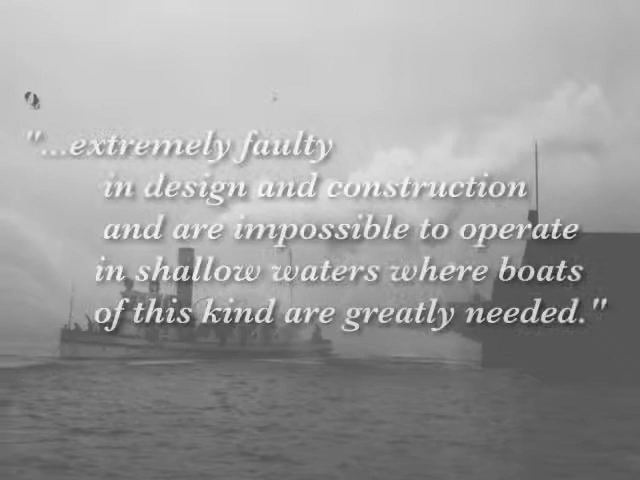 "...extremely faulty
in design and construction
and are impossible to operate
in shallow waters where boats
of this kind are greatly needed."